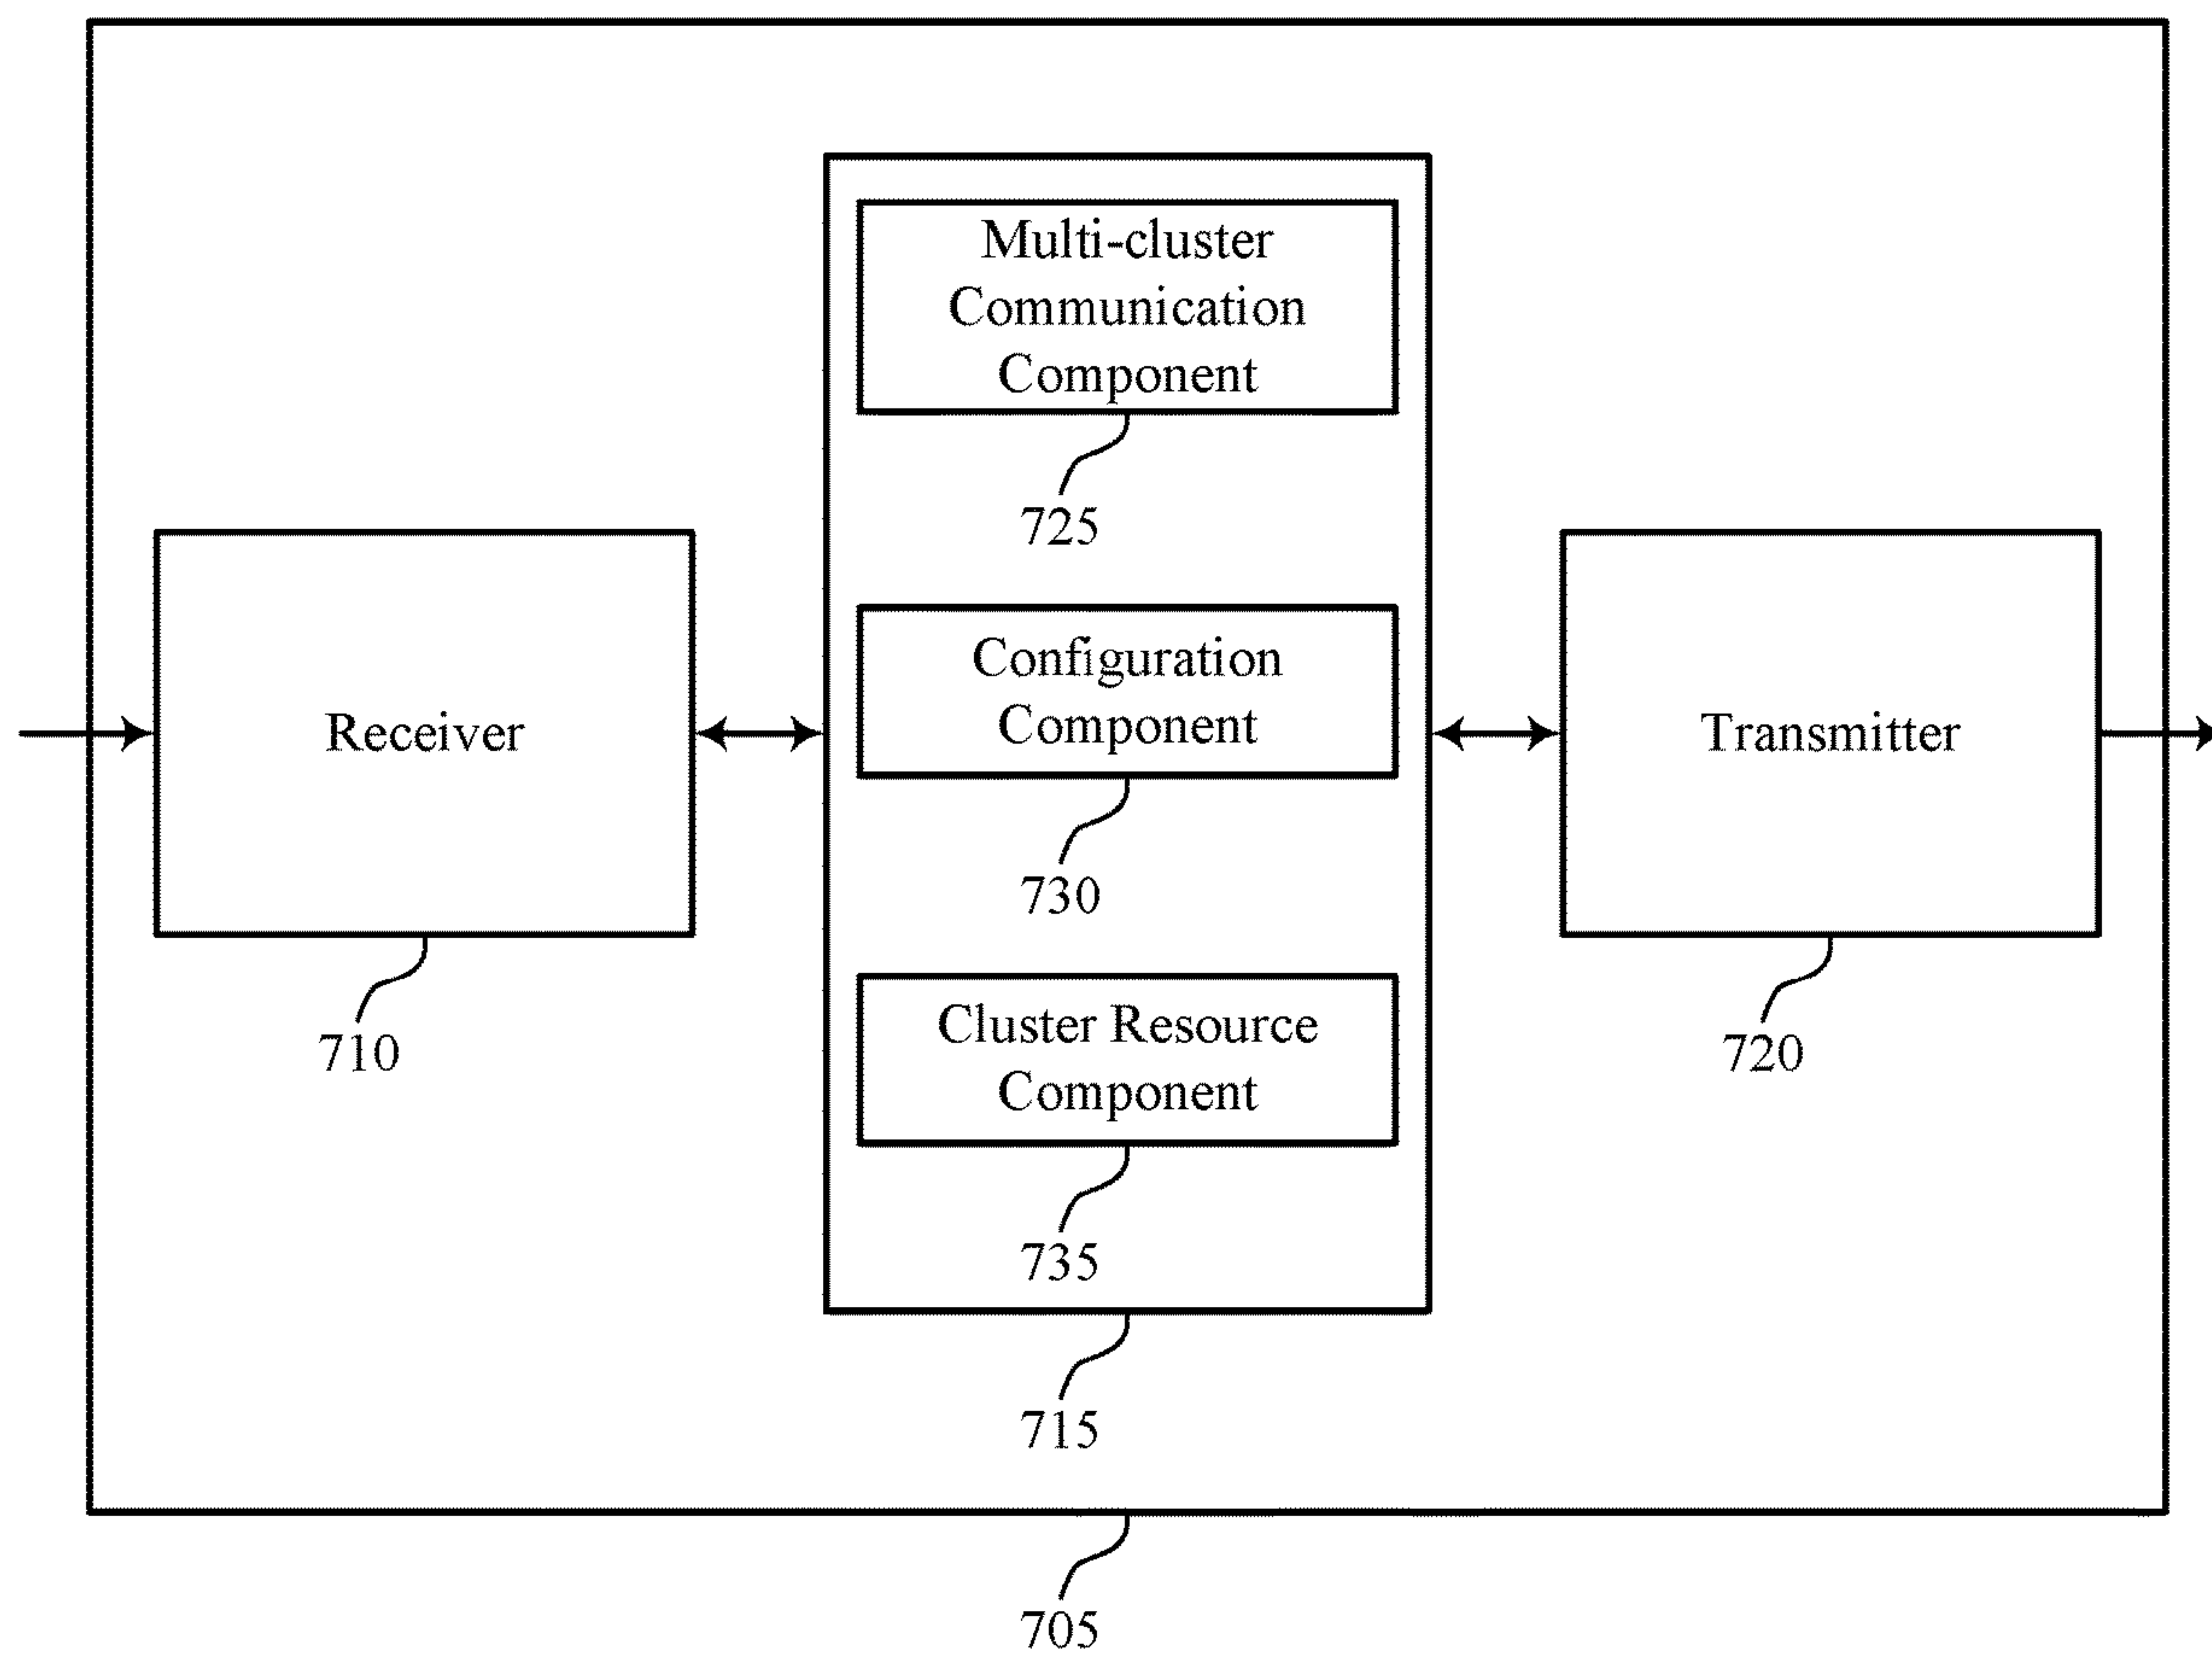 Multi-cluster
Communication
Component
725
Receiver
710
Configuration
Component
730
Transmitter
720
Cluster Resource
Component
735
715
705